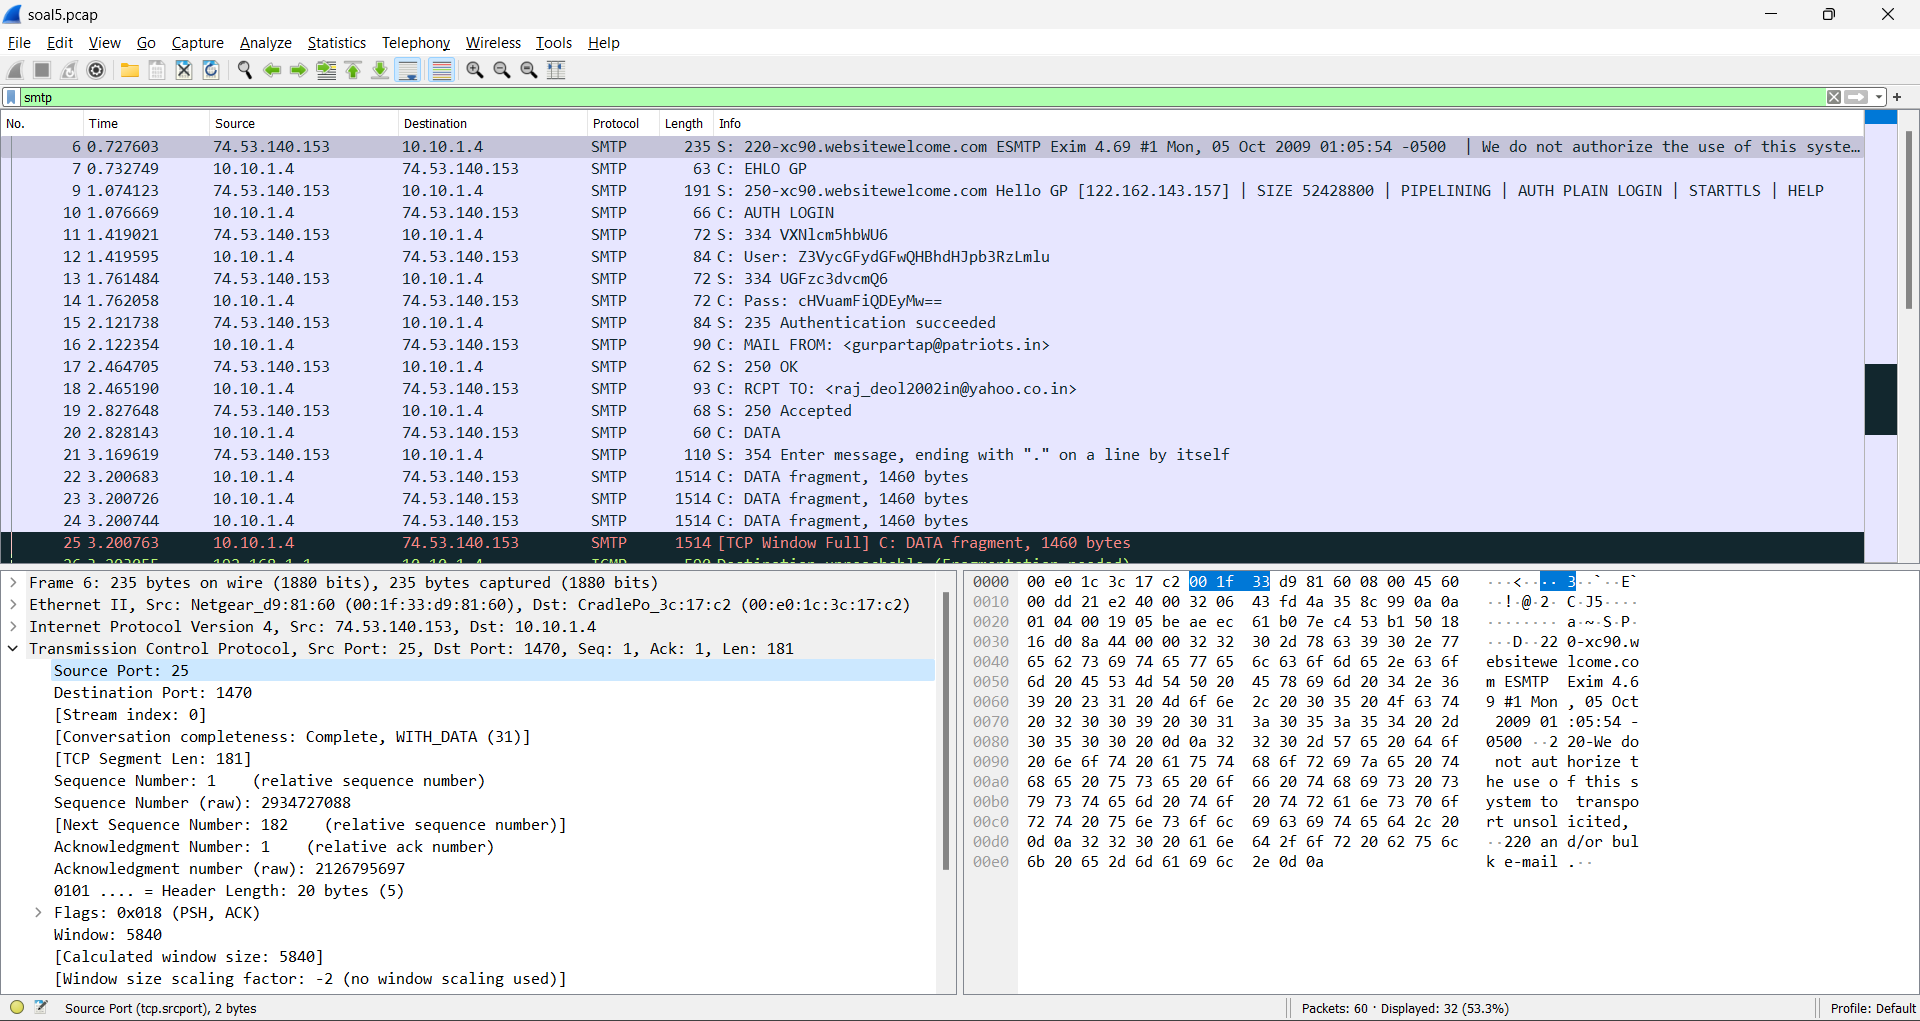 soal5.pcap
File Edit View Go Capture Analyze Statistics Telephony Wireless Tools Help
smtp
No. Time Source Destination Protocol Length Info
6 0.727603 74.53.140.153 10.10.1.4 SMTP 235 S: 220-xc90.websitewelcome.com ESMTP Exim 4.69 #1 Mon, 05 Oct 2009 01:05:54 -0500 | We do not authorize the use of this syste…
7 0.732749 10.10.1.4 74.53.140.153 SMTP 63 C: EHLO GP
9 1.074123 74.53.140.153 10.10.1.4 SMTP 191 S: 250-xc90.websitewelcome.com Hello GP [122.162.143.157] | SIZE 52428800 | PIPELINING | AUTH PLAIN LOGIN | STARTTLS | HELP
10 1.076669 10.10.1.4 74.53.140.153 SMTP 66 C: AUTH LOGIN
11 1.419021 74.53.140.153 10.10.1.4 SMTP 72 S: 334 VXNlcm5hbWU6
12 1.419595 10.10.1.4 74.53.140.153 SMTP 84 C: User: Z3VycGFydGFwQHBhdHJpb3RzLmlu
13 1.761484 74.53.140.153 10.10.1.4 SMTP 72 S: 334 UGFzc3dvcmQ6
14 1.762058 10.10.1.4 74.53.140.153 SMTP 72 C: Pass: cHVuamFiQDEyMw==
15 2.121738 74.53.140.153 10.10.1.4 SMTP 84 S: 235 Authentication succeeded
16 2.122354 10.10.1.4 74.53.140.153 SMTP 90 C: MAIL FROM: <gurpartap@patriots.in>
17 2.464705 74.53.140.153 10.10.1.4 SMTP 62 S: 250 OK
18 2.465190 10.10.1.4 74.53.140.153 SMTP 93 C: RCPT TO: <raj_deol2002in@yahoo.co.in>
19 2.827648 74.53.140.153 10.10.1.4 SMTP 68 S: 250 Accepted
20 2.828143 10.10.1.4 74.53.140.153 SMTP 60 C: DATA
21 3.169619 74.53.140.153 10.10.1.4 SMTP 110 S: 354 Enter message, ending with "." on a line by itself
22 3.200683 10.10.1.4 74.53.140.153 SMTP 1514 C: DATA fragment, 1460 bytes
23 3.200726 10.10.1.4 74.53.140.153 SMTP 1514 C: DATA fragment, 1460 bytes
24 3.200744 10.10.1.4 74.53.140.153 SMTP 1514 C: DATA fragment, 1460 bytes
25 3.200763 10.10.1.4 74.53.140.153 SMTP 1514 [TCP Window Full] C: DATA fragment, 1460 bytes
Frame 6: 235 bytes on wire (1880 bits), 235 bytes captured (1880 bits)
Ethernet II, Src: Netgear_d9:81:60 (00:1f:33:d9:81:60), Dst: CradlePo_3c:17:c2 (00:e0:1c:3c:17:c2)
Internet Protocol Version 4, Src: 74.53.140.153, Dst: 10.10.1.4
Transmission Control Protocol, Src Port: 25, Dst Port: 1470, Seq: 1, Ack: 1, Len: 181
Source Port: 25
Destination Port: 1470
[Stream index: 0]
[Conversation completeness: Complete, WITH_DATA (31)]
[TCP Segment Len: 181]
Sequence Number: 1 (relative sequence number)
Sequence Number (raw): 2934727088
[Next Sequence Number: 182 (relative sequence number)]
Acknowledgment Number: 1 (relative ack number)
Acknowledgment number (raw): 2126795697
0101 .... = Header Length: 20 bytes (5)
Flags: 0x018 (PSH, ACK)
Window: 5840
[Calculated window size: 5840]
[Window size scaling factor: -2 (no window scaling used)]
0000 00 e0 1c 3c 17 c2 00 1f 33 d9 81 60 08 00 45 60 ···<···· 3··`··E`
0010 00 dd 21 e2 40 00 32 06 43 fd 4a 35 8c 99 0a 0a ··!·@·2· C·J5····
0020 01 04 00 19 05 be ae ec 61 b0 7e c4 53 b1 50 18 ········ a·~·S·P·
0030 16 d0 8a 44 00 00 32 32 30 2d 78 63 39 30 2e 77 ···D··22 0-xc90.w
0040 65 62 73 69 74 65 77 65 6c 63 6f 6d 65 2e 63 6f ebsitewe lcome.co
0050 6d 20 45 53 4d 54 50 20 45 78 69 6d 20 34 2e 36 m ESMTP Exim 4.6
0060 39 20 23 31 20 4d 6f 6e 2c 20 30 35 20 4f 63 74 9 #1 Mon , 05 Oct
0070 20 32 30 30 39 20 30 31 3a 30 35 3a 35 34 20 2d 2009 01 :05:54 -
0080 30 35 30 30 20 0d 0a 32 32 30 2d 57 65 20 64 6f 0500 ··2 20-We do
0090 20 6e 6f 74 20 61 75 74 68 6f 72 69 7a 65 20 74 not aut horize t
00a0 68 65 20 75 73 65 20 6f 66 20 74 68 69 73 20 73 he use o f this s
00b0 79 73 74 65 6d 20 74 6f 20 74 72 61 6e 73 70 6f ystem to transpo
00c0 72 74 20 75 6e 73 6f 6c 69 63 69 74 65 64 2c 20 rt unsol icited,
00d0 0d 0a 32 32 30 20 61 6e 64 2f 6f 72 20 62 75 6c ··220 an d/or bul
00e0 6b 20 65 2d 6d 61 69 6c 2e 0d 0a k e-mail .··
Source Port (tcp.srcport), 2 bytes
Packets: 60 · Displayed: 32 (53.3%)
Profile: Default